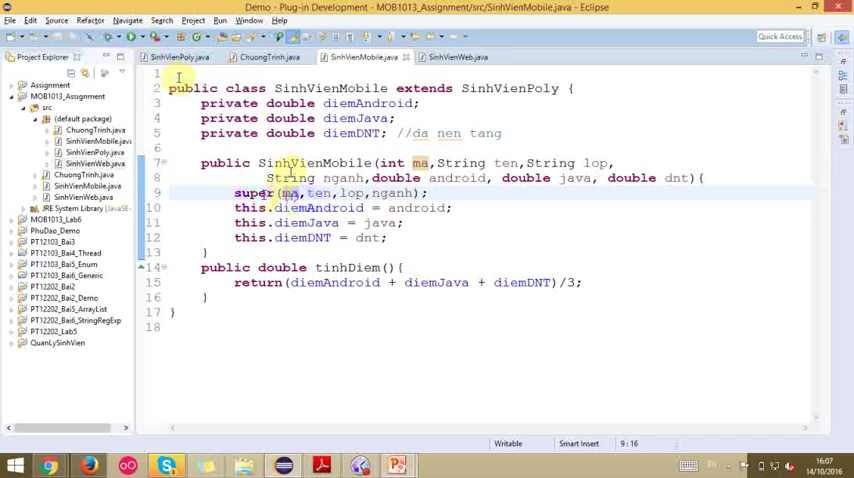 Demo - Plug-in Development - MOB1013_Assignment/src/SinhVienMobile.java - Eclipse
File Edit Source Refactor Navigate Search Project Run Window Help
Quick Access
Project Explorer
SinhVienPoly.java ChuongTrinh.java SinhVienMobile.java SinhVienWeb.java
Assignment
MOB1013_Assignment
src
(default package)
ChuongTrinh.java
SinhVienMobile.java
SinhVienPoly.java
SinhVienWeb.java
ChuongTrinh.java
SinhVienMobile.java
SinhVienWeb.java
JRE System Library [JavaSE
MOB1013_Lab6
PhuDao_Demo
PT12103_Bai3
PT12103_Bai4_Thread
PT12103_Bai5_Enum
PT12103_Bai6_Generic
PT12202_Bai2
PT12202_Bai2_Demo
PT12202_Bai5_ArrayList
PT12202_Bai6_StringRegExp
PT12202_Lab5
QuanLySinhVien
1
2 public class SinhVienMobile extends SinhVienPoly {
3 private double diemAndroid;
4 private double diemJava;
5 private double diemDNT; //da nen tang
6
7 public SinhVienMobile(int ma,String ten,String lop,
8 String nganh,double android, double java, double dnt){
9 super(ma,ten,lop,nganh);
10 this.diemAndroid = android;
11 this.diemJava = java;
12 this.diemDNT = dnt;
13 }
14 public double tinhDiem(){
15 return(diemAndroid + diemJava + diemDNT)/3;
16 }
17 }
18
Writable Smart Insert 9 : 16
16:07
14/10/2016